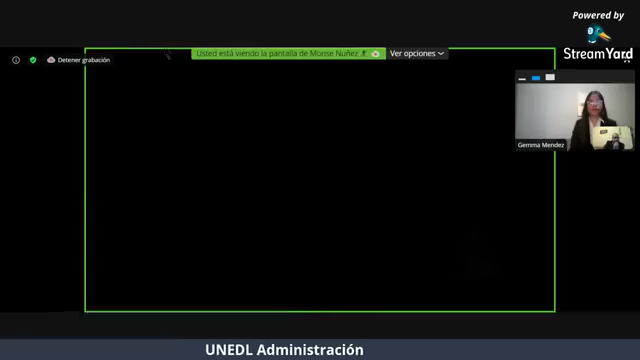 Powered by
StreamYard
Usted está viendo la pantalla de Monse Nuñez
Ver opciones
Detener grabación
Gemma Mendez
UNEDL Administración